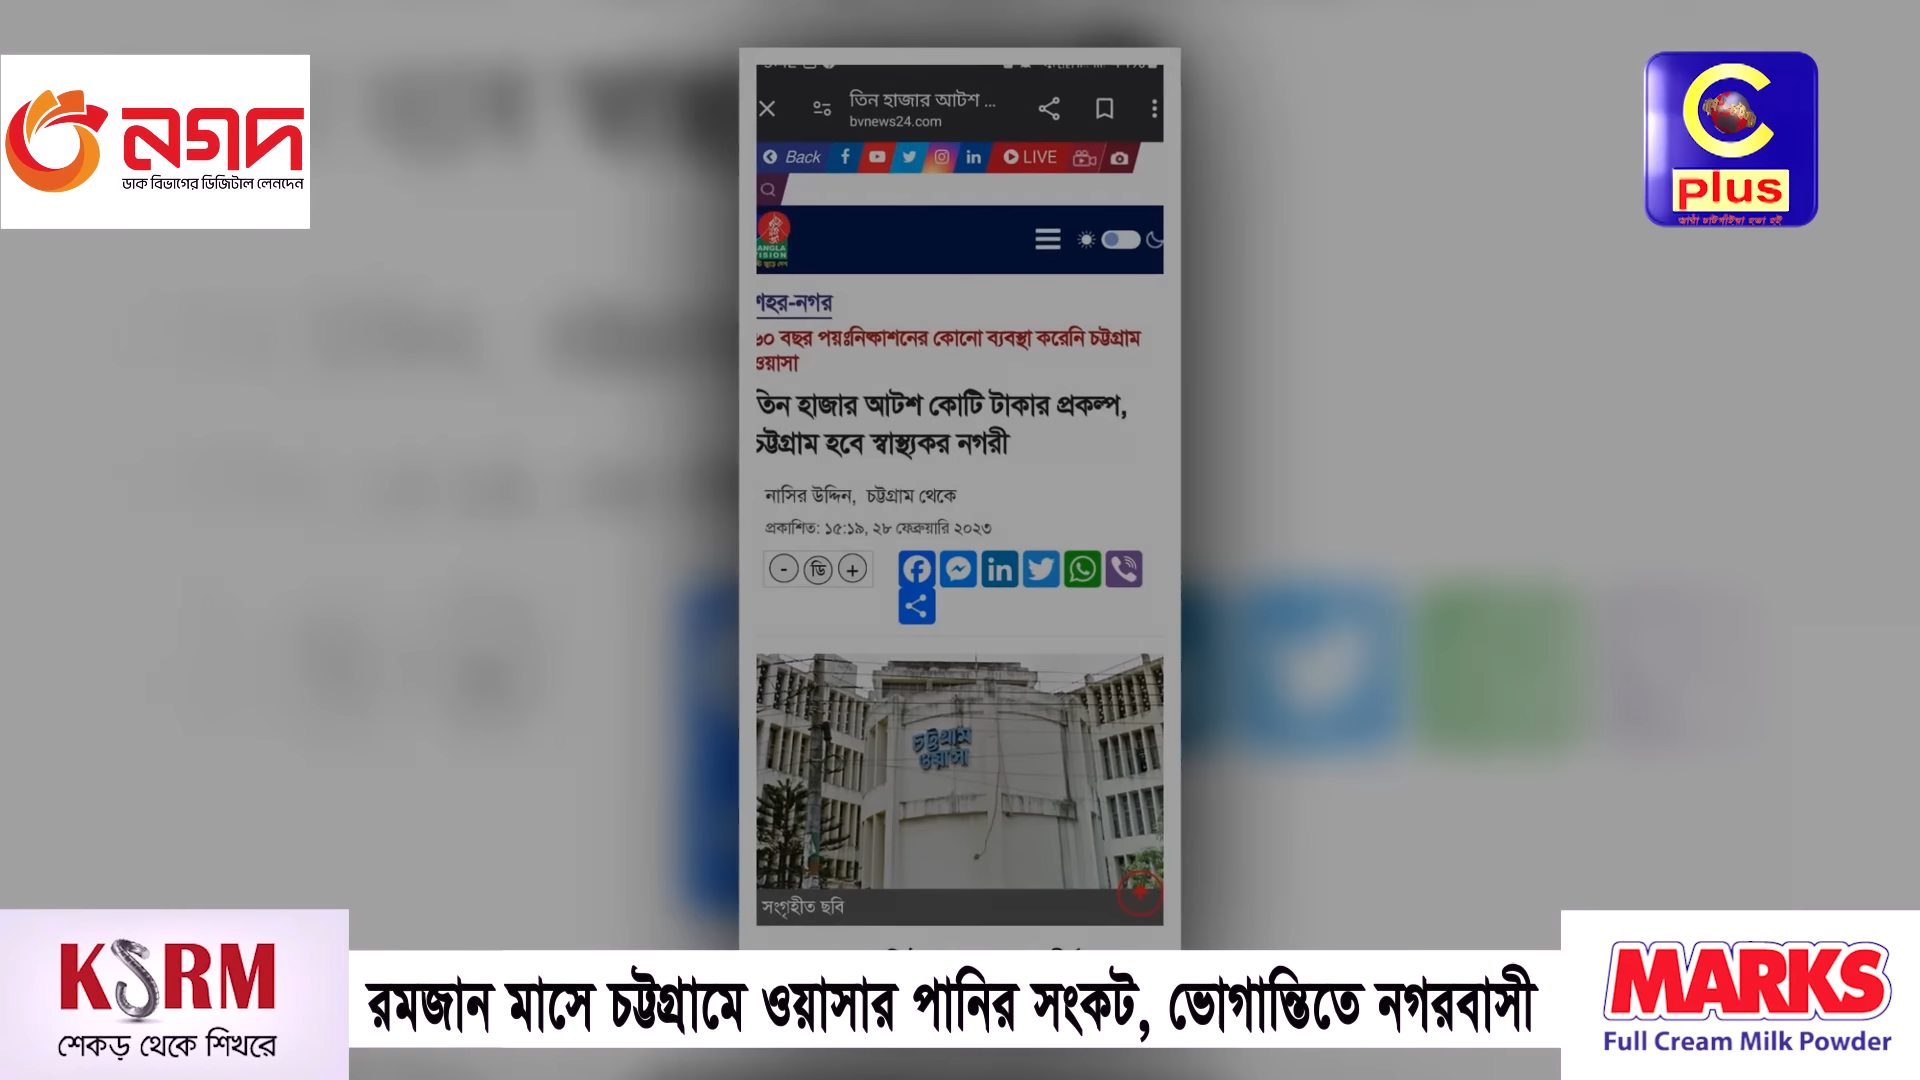 নগদ
ডাক বিভাগের ডিজিটাল লেনদেন
C
plus
তিন হাজার আটশ ...
bvnews24.com
Back
LIVE
শহর-নগর
৬০ বছর পয়ঃনিষ্কাশনের কোনো ব্যবস্থা করেনি চট্টগ্রাম
ওয়াসা
তিন হাজার আটশ কোটি টাকার প্রকল্প,
চট্টগ্রাম হবে স্বাস্থ্যকর নগরী
নাসির উদ্দিন, চট্টগ্রাম থেকে
প্রকাশিত: ১৫:১৯, ২৮ ফেব্রুয়ারি ২০২৩
- ডি +
চট্টগ্রাম
ওয়াসা
সংগৃহীত ছবি
KSRM
শেকড় থেকে শিখরে
রমজান মাসে চট্টগ্রামে ওয়াসার পানির সংকট, ভোগান্তিতে নগরবাসী
MARKS
Full Cream Milk Powder